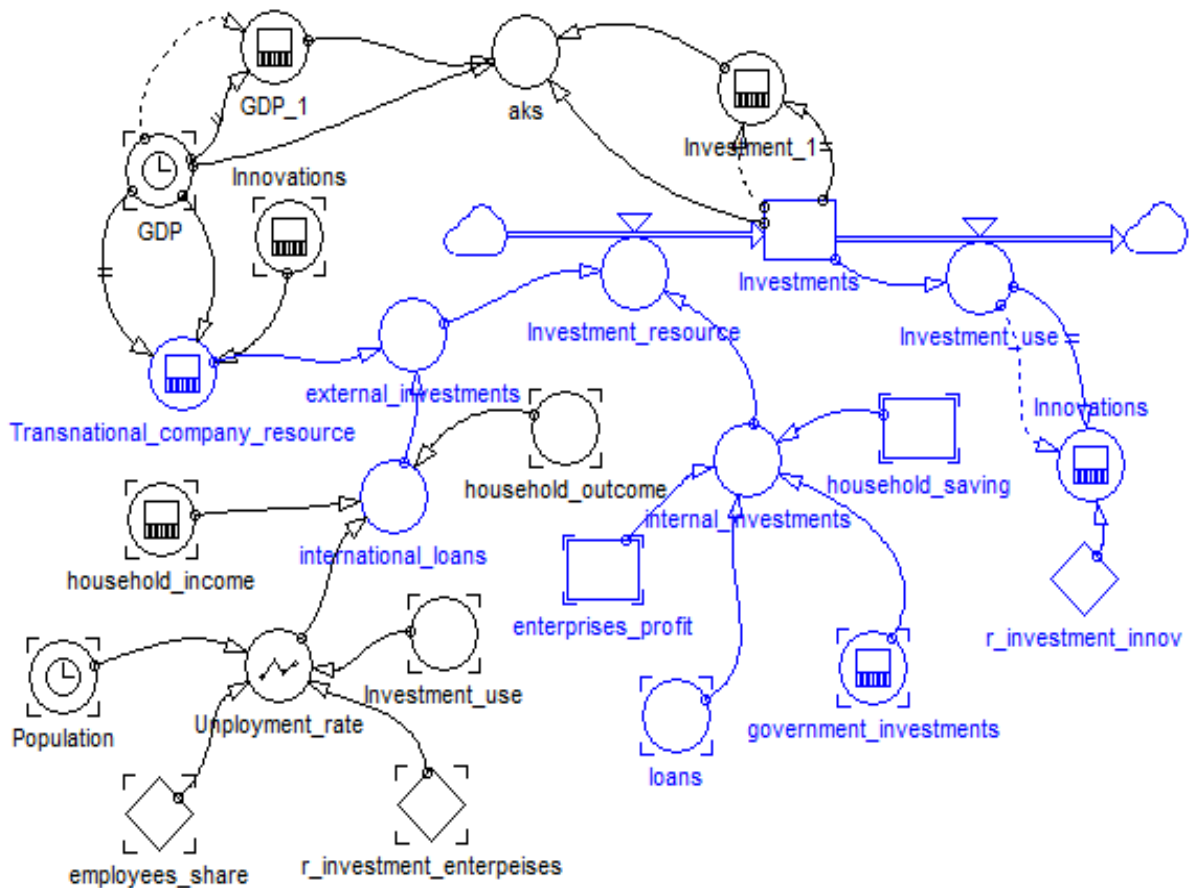 GDP_1
aks
Investment_1
Innovations
GDP
Investments
Investment_resource
Investment_use
external_investments
Transnational_company_resource
Innovations
household_outcome
household_saving
internal_investments
international_loans
household_income
enterprises_profit
r_investment_innov
Investment_use
Unployment_rate
Population
government_investments
loans
employees_share
r_investment_enterpeises